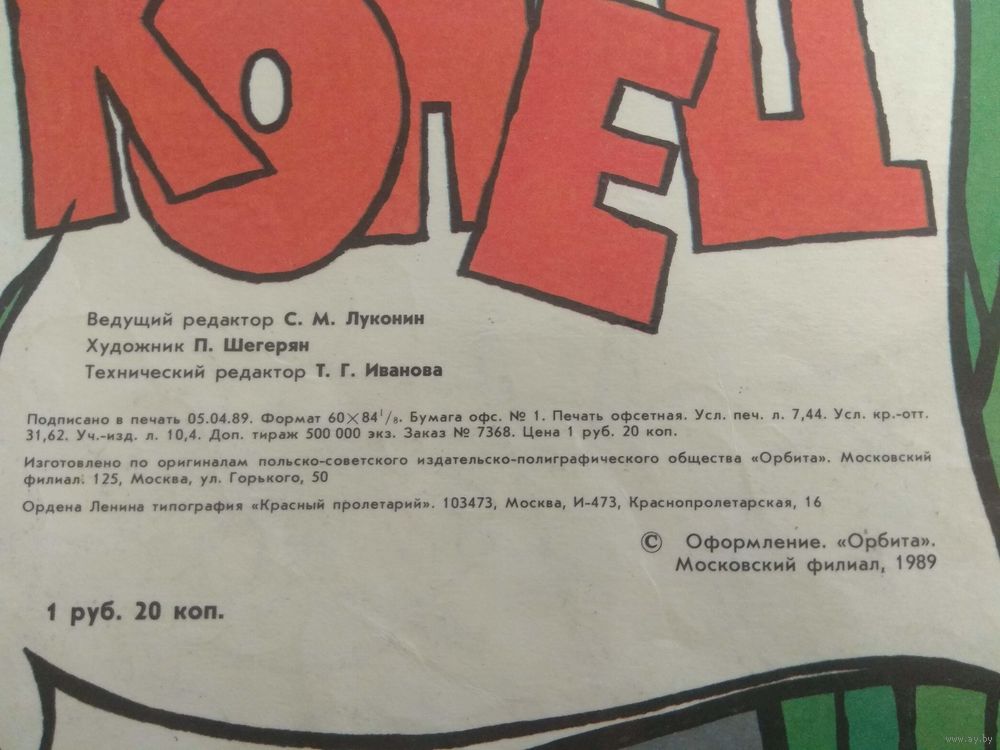 КОНЕЦ
Ведущий редактор С. М. Луконин
Художник П. Шегерян
Технический редактор Т. Г. Иванова
Подписано в печать 05.04.89. Формат 60×84¹/₈. Бумага офс. № 1. Печать офсетная. Усл. печ. л. 7,44. Усл. кр.-отт.
31,62. Уч.-изд. л. 10,4. Доп. тираж 500 000 экз. Заказ № 7368. Цена 1 руб. 20 коп.
Изготовлено по оригиналам польско-советского издательско-полиграфического общества «Орбита». Московский
филиал: 125, Москва, ул. Горького, 50
Ордена Ленина типография «Красный пролетарий». 103473, Москва, И-473, Краснопролетарская, 16
© Оформление. «Орбита».
Московский филиал, 1989
1 руб. 20 коп.
www.ay.by